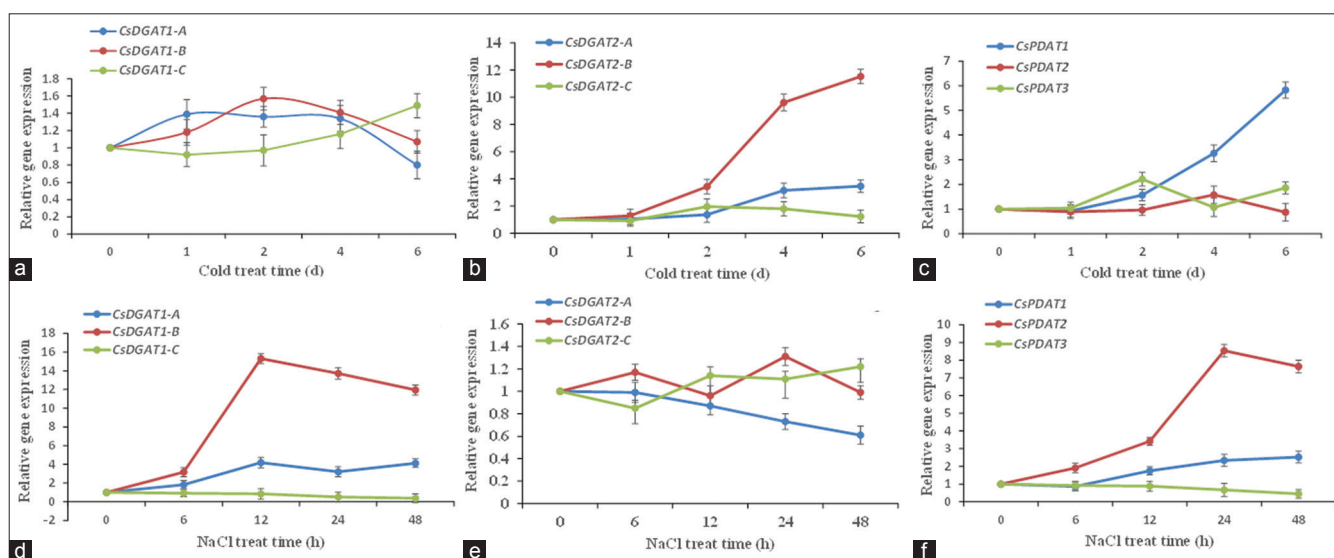 CsDGAT1-A
CsDGAT1-B
CsDGAT1-C
Relative gene expression
1.8
1.6
1.4
1.2
1
0.8
0.6
0.4
0.2
0
0 1 2 4 6
Cold treat time (d)
a
CsDGAT2-A
CsDGAT2-B
CsDGAT2-C
Relative gene expression
14
12
10
8
6
4
2
0
0 1 2 4 6
Cold treat time (d)
b
CsPDAT1
CsPDAT2
CsPDAT3
Relative gene expression
7
6
5
4
3
2
1
0
0 1 2 4 6
Cold treat time (d)
c
CsDGAT1-A
CsDGAT1-B
CsDGAT1-C
Relative gene expression
18
16
14
12
10
8
6
4
2
0
-2
0 6 12 24 48
NaCl treat time (h)
d
CsDGAT2-A
CsDGAT2-B
CsDGAT2-C
Relative gene expression
1.6
1.4
1.2
1
0.8
0.6
0.4
0.2
0
0 6 12 24 48
NaCl treat time (h)
e
CsPDAT1
CsPDAT2
CsPDAT3
Relative gene expression
10
9
8
7
6
5
4
3
2
1
0
0 6 12 24 48
NaCl treat time (h)
f